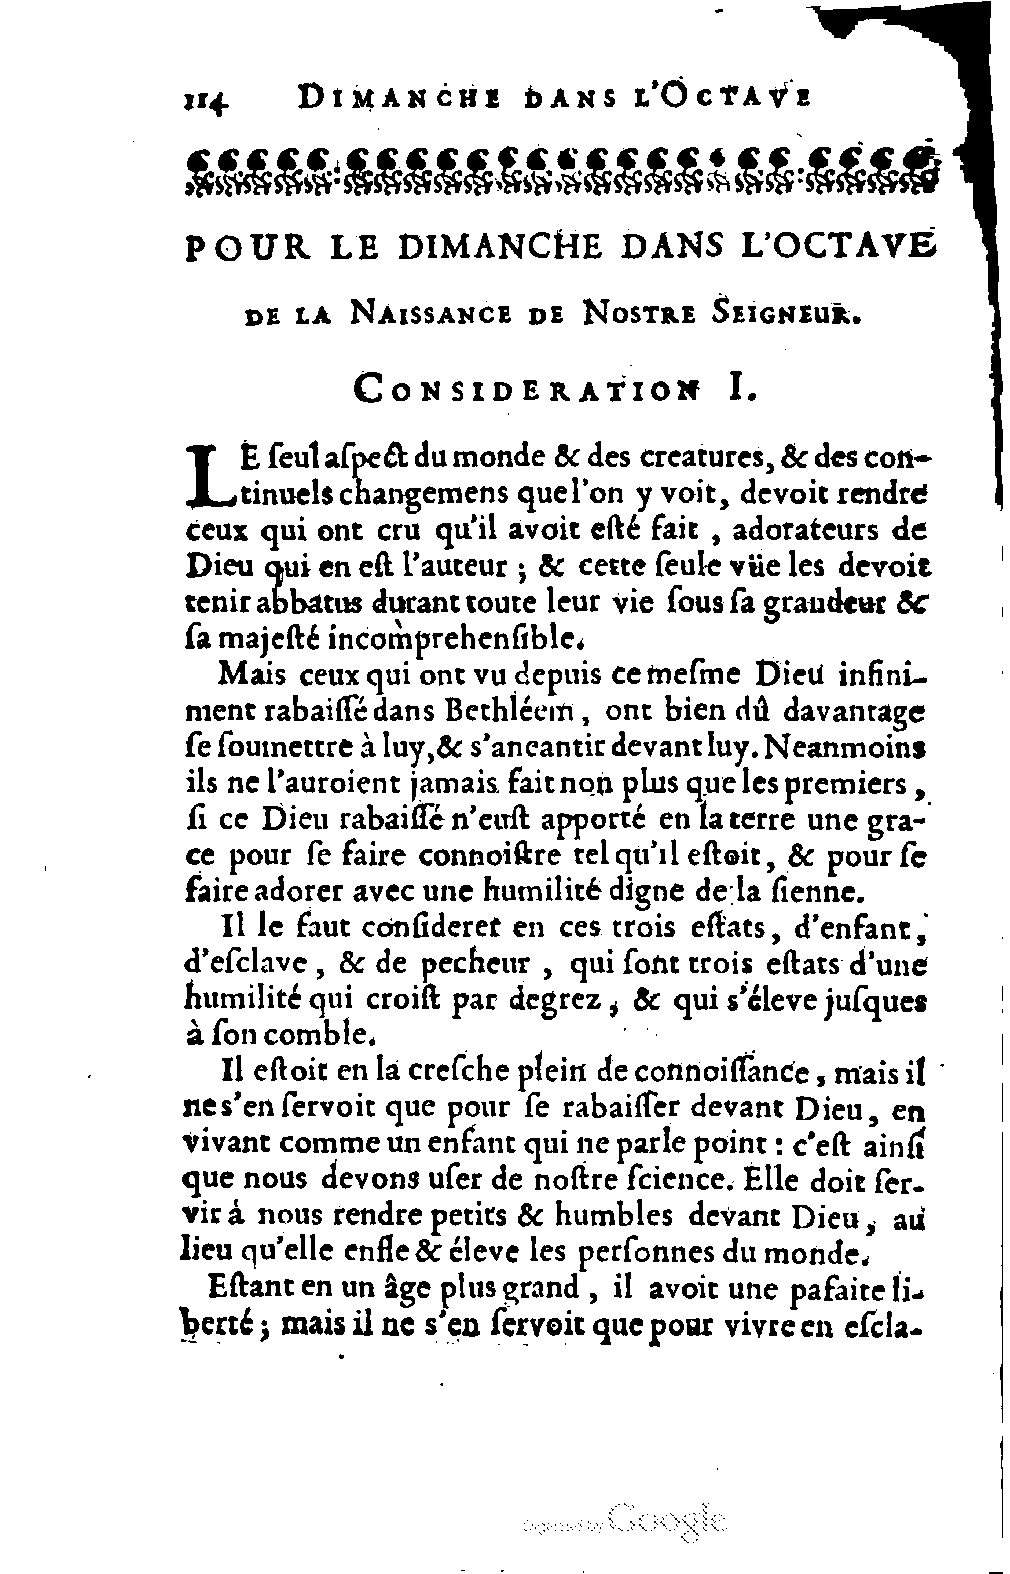 114 DIMANCHE DANS L'OCTAVE
POUR LE DIMANCHE DANS L'OCTAVE
DE LA NAISSANCE DE NOSTRE SEIGNEUR.
CONSIDERATION I.
LE ſeul aſpect du monde & des creatures, & des con-
tinuels changemens que l'on y voit, devoit rendre
ceux qui ont cru qu'il avoit eſté fait, adorateurs de
Dieu qui en eſt l'auteur; & cette ſeule vüe les devoit
tenir abbatus durant toute leur vie ſous ſa grandeur &
ſa majeſté incomprehenſible.
Mais ceux qui ont vu depuis ce meſme Dieu infini-
ment rabaiſſé dans Bethléem, ont bien dû davantage
ſe ſoumettre à luy, & s'aneantir devant luy. Neanmoins
ils ne l'auroient jamais fait non plus que les premiers,
ſi ce Dieu rabaiſſé n'euſt apporté en la terre une gra-
ce pour ſe faire connoiſtre tel qu'il eſtoit, & pour ſe
faire adorer avec une humilité digne de la ſienne.
Il le faut conſiderer en ces trois eſtats, d'enfant,
d'eſclave, & de pecheur, qui ſont trois eſtats d'une
humilité qui croiſt par degrez, & qui s'éleve juſques
à ſon comble.
Il eſtoit en la creſche plein de connoiſſance, mais il
ne s'en ſervoit que pour ſe rabaiſſer devant Dieu, en
vivant comme un enfant qui ne parle point: c'eſt ainſi
que nous devons uſer de noſtre ſcience. Elle doit ſer-
vir à nous rendre petits & humbles devant Dieu, au
lieu qu'elle enfle & éleve les perſonnes du monde.
Eſtant en un âge plus grand, il avoit une pafaite li-
berté; mais il ne s'en ſervoit que pour vivre en eſcla-
Digitized by Google